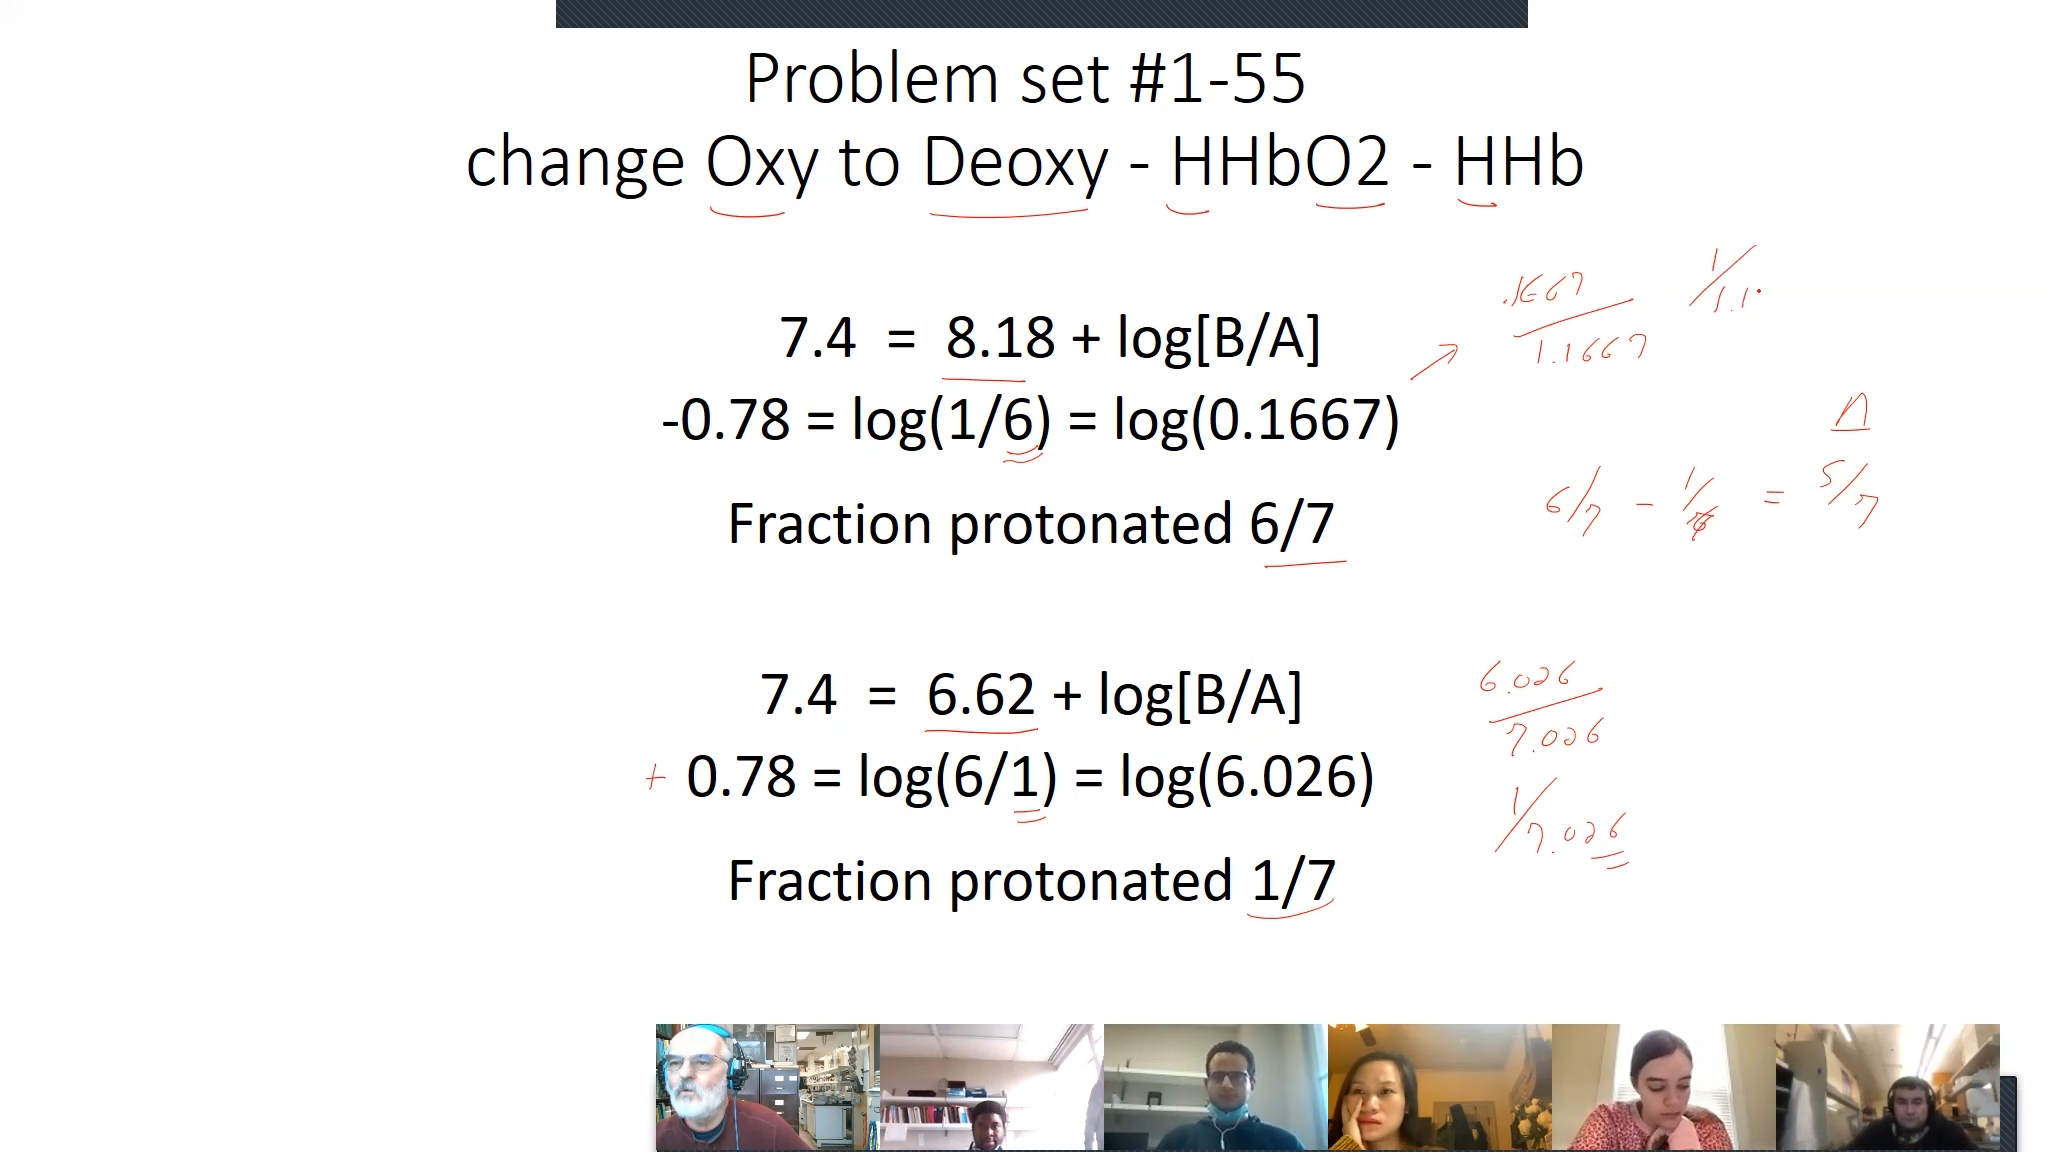 Problem set #1-55
change Oxy to Deoxy - HHbO2 - HHb
7.4 = 8.18 + log[B/A]
-0.78 = log(1/6) = log(0.1667)
Fraction protonated 6/7
.1667
1.1667
1/1.1
6/7 - 1/7 = 5/7
7.4 = 6.62 + log[B/A]
+ 0.78 = log(6/1) = log(6.026)
Fraction protonated 1/7
6.026
7.026
1/7.026